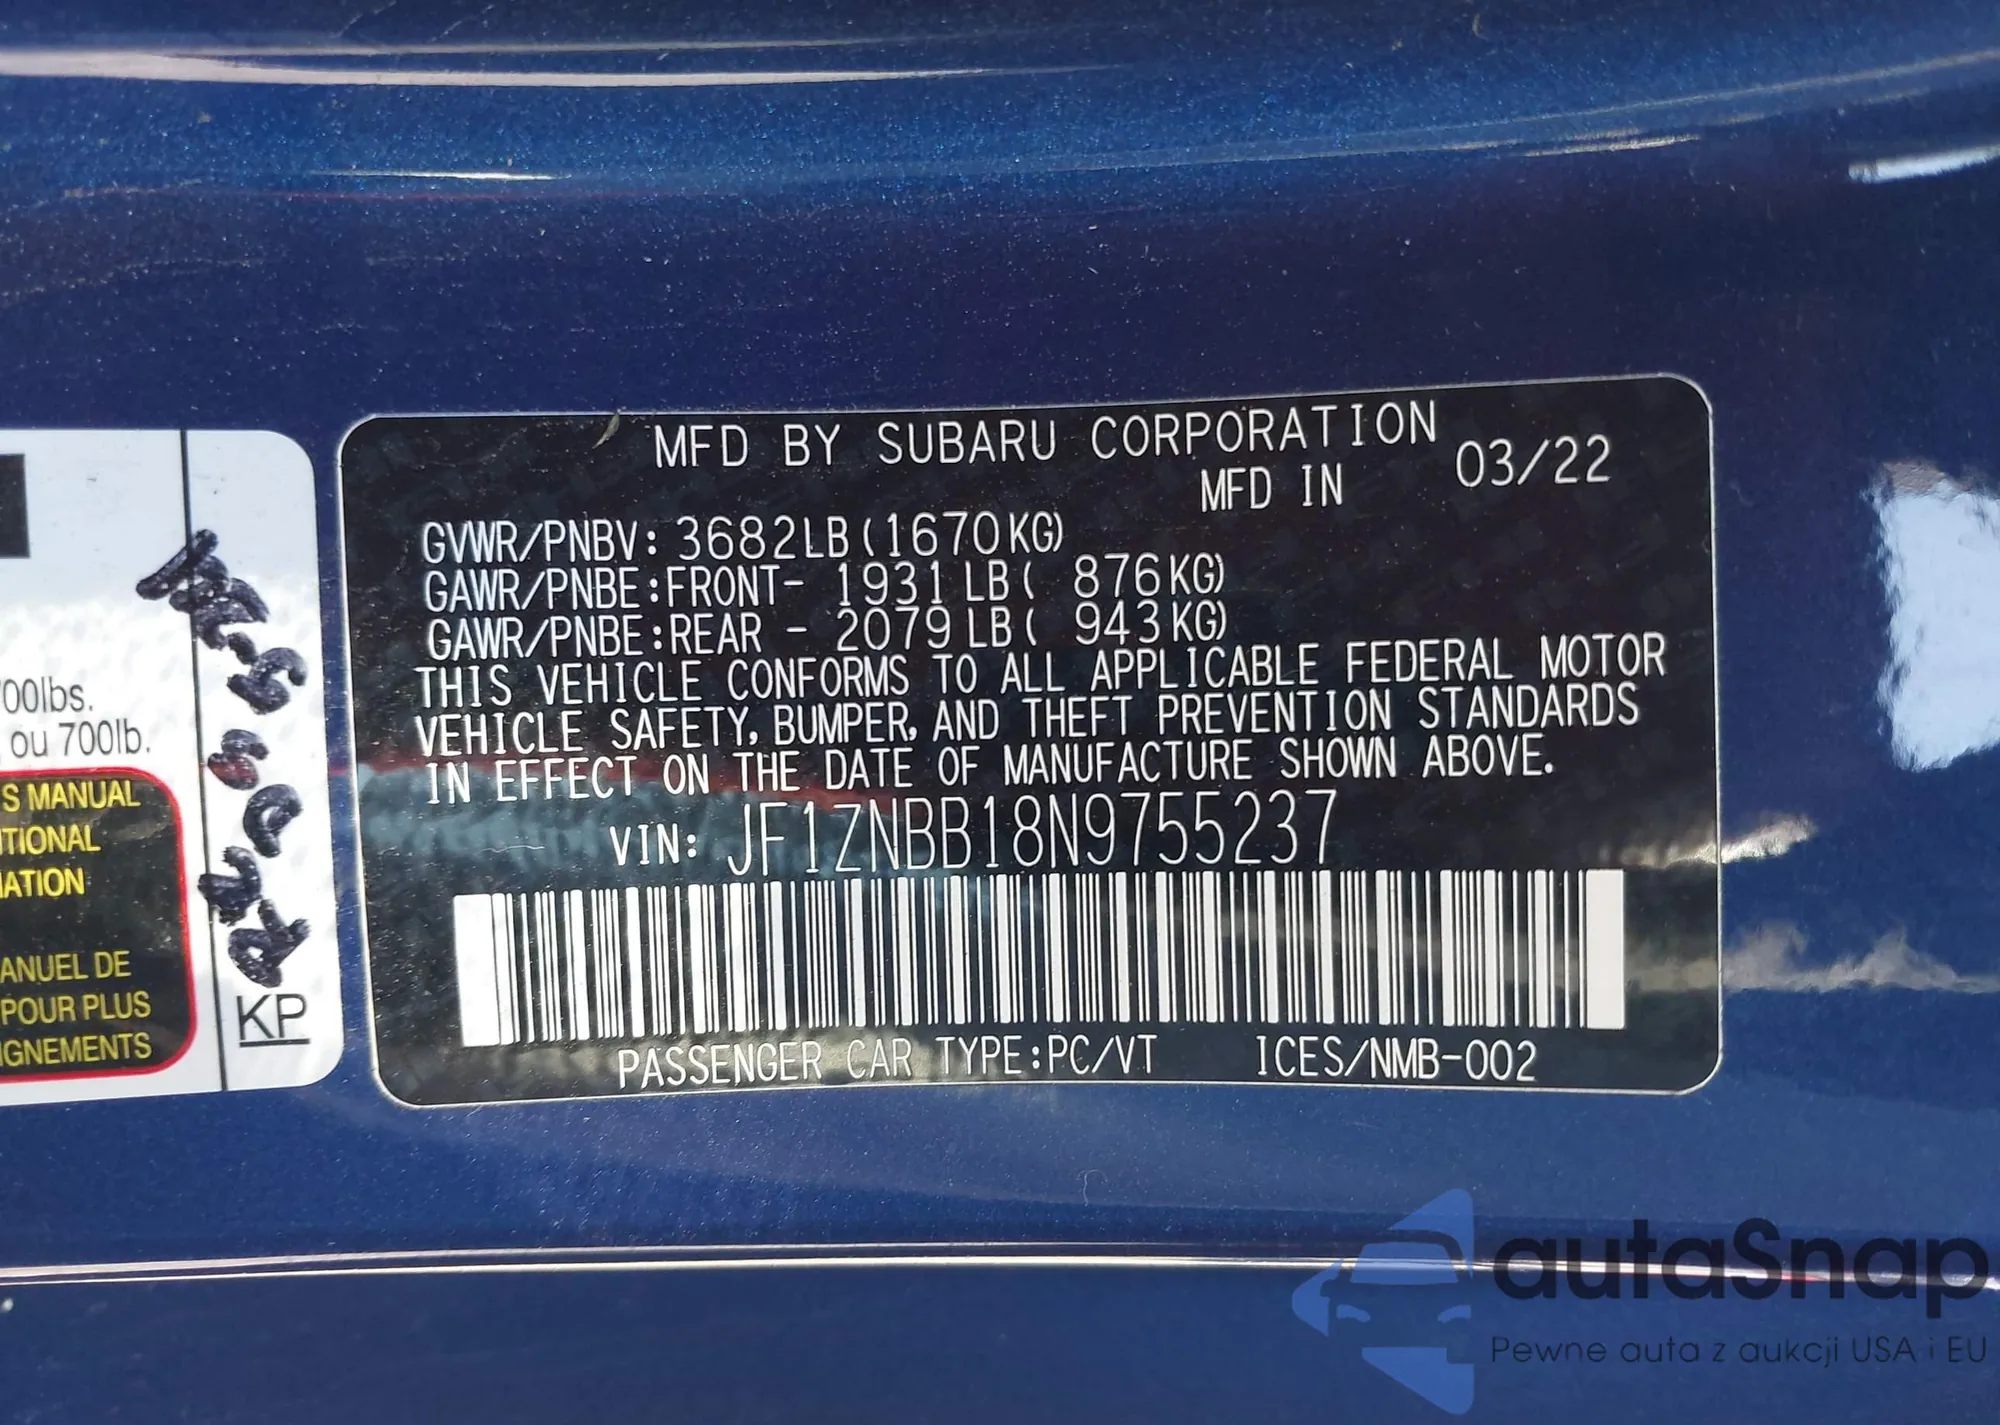 MFD BY SUBARU CORPORATION
MFD IN 03/22
GVWR/PNBV: 3682LB(1670KG)
GAWR/PNBE:FRONT- 1931LB( 876KG)
GAWR/PNBE:REAR - 2079LB( 943KG)
THIS VEHICLE CONFORMS TO ALL APPLICABLE FEDERAL MOTOR
VEHICLE SAFETY, BUMPER, AND THEFT PREVENTION STANDARDS
IN EFFECT ON THE DATE OF MANUFACTURE SHOWN ABOVE.
VIN: JF1ZNBB18N9755237
PASSENGER CAR TYPE:PC/VT ICES/NMB-002
00lbs.
ou 700lb.
S MANUAL
ANUEL DE
POUR PLUS
KP
autaSnap
Pewne auta z aukcji USA i EU